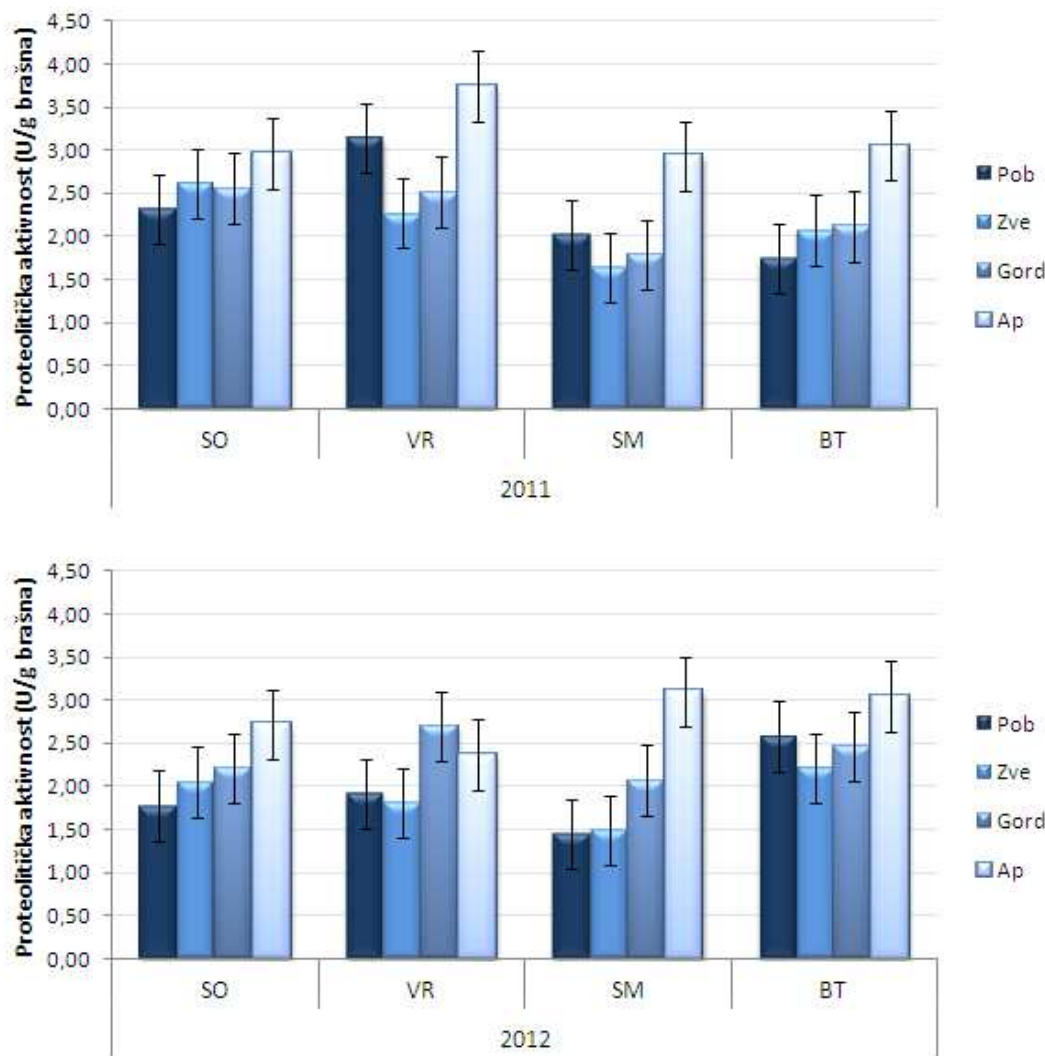 Proteolitička aktivnost (U/g brašna)
4,50
4,00
3,50
3,00
2,50
2,00
1,50
1,00
0,50
0,00
SO VR SM BT
2011
Pob
Zve
Gord
Ap
Proteolitička aktivnost (U/g brašna)
4,50
4,00
3,50
3,00
2,50
2,00
1,50
1,00
0,50
0,00
SO VR SM BT
2012
Pob
Zve
Gord
Ap